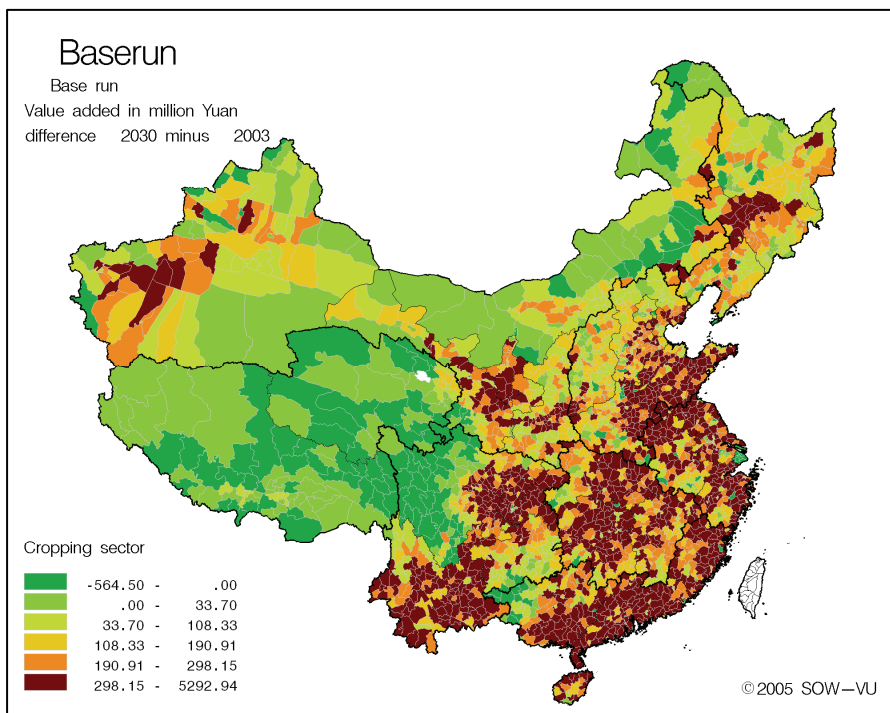 Baserun
Base run
Value added in million Yuan
difference 2030 minus 2003
Cropping sector
-564.50 - .00
.00 - 33.70
33.70 - 108.33
108.33 - 190.91
190.91 - 298.15
298.15 - 5292.94
©2005 SOW–VU